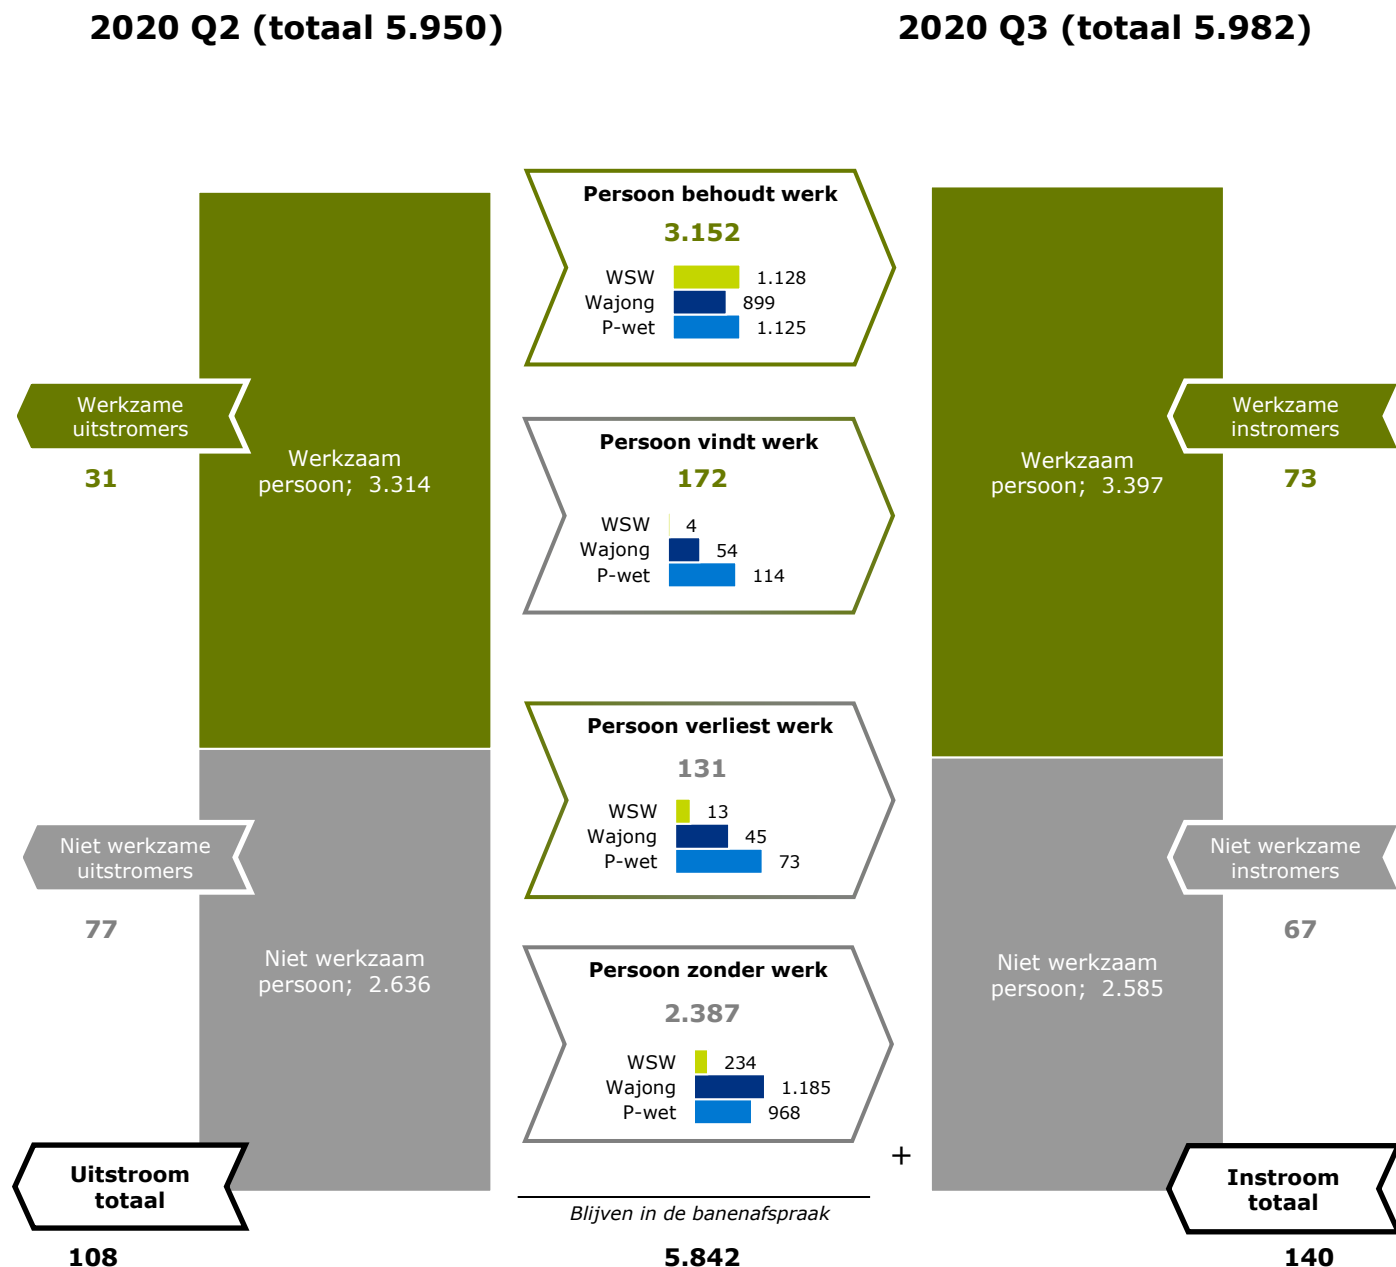 2020 Q2 (totaal 5.950)
2020 Q3 (totaal 5.982)
Werkzaam
persoon;  3.314
Niet werkzaam
persoon;  2.636
Werkzame
uitstromers
31
Niet werkzame
uitstromers
77
Uitstroom
totaal
108
Persoon behoudt werk
3.152
WSW 1.128
Wajong 899
P-wet 1.125
Persoon vindt werk
172
WSW 4
Wajong 54
P-wet 114
Persoon verliest werk
131
WSW 13
Wajong 45
P-wet 73
Persoon zonder werk
2.387
WSW 234
Wajong 1.185
P-wet 968
+
Blijven in de banenafspraak
5.842
Werkzaam
persoon;  3.397
Niet werkzaam
persoon;  2.585
Werkzame
instromers
73
Niet werkzame
instromers
67
Instroom
totaal
140